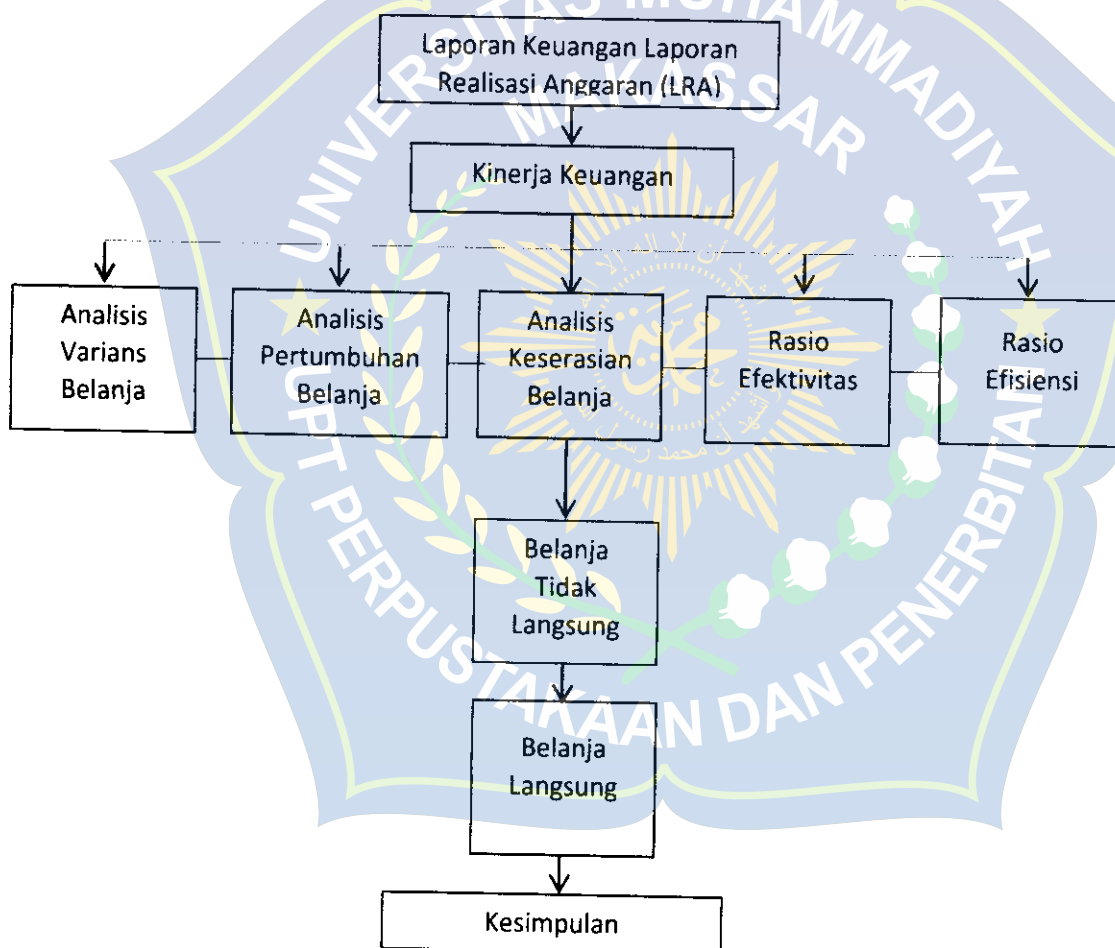 Laporan Keuangan Laporan
Realisasi Anggaran (LRA)
Kinerja Keuangan
Analisis
Varians
Belanja
Analisis
Pertumbuhan
Belanja
Analisis
Keserasian
Belanja
Rasio
Efektivitas
Rasio
Efisiensi
Belanja
Tidak
Langsung
Belanja
Langsung
Kesimpulan
UNIVERSITAS MUHAMMADIYAH
MAKASSAR
UPT PERPUSTAKAAN DAN PENERBITAN